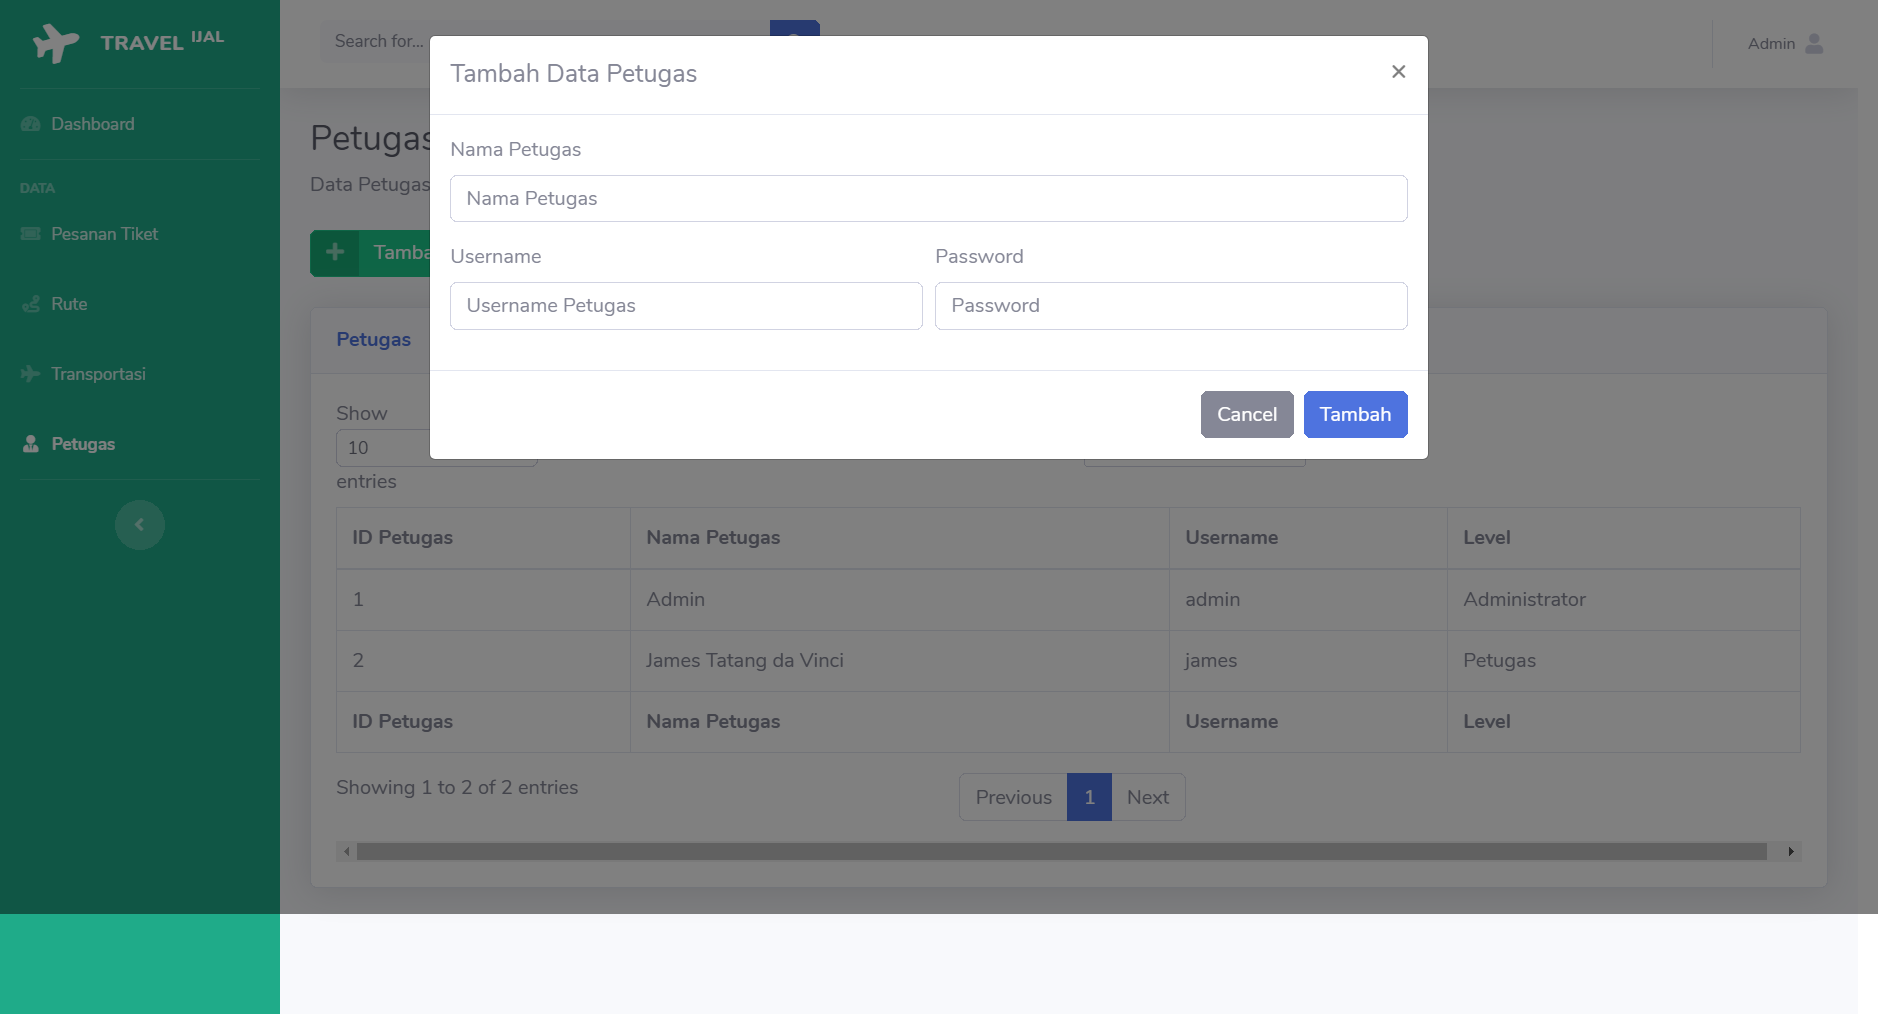 TRAVEL IJAL
Search for...
Admin
Tambah Data Petugas
×
Dashboard
Petugas
Nama Petugas
Nama Petugas
DATA
Data Petugas
Pesanan Tiket
Username
Password
Username Petugas
Password
Rute
Petugas
Transportasi
Cancel
Tambah
Show
10
entries
Petugas
ID Petugas
Nama Petugas
Username
Level
1
Admin
admin
Administrator
2
James Tatang da Vinci
james
Petugas
ID Petugas
Nama Petugas
Username
Level
Showing 1 to 2 of 2 entries
Previous
1
Next